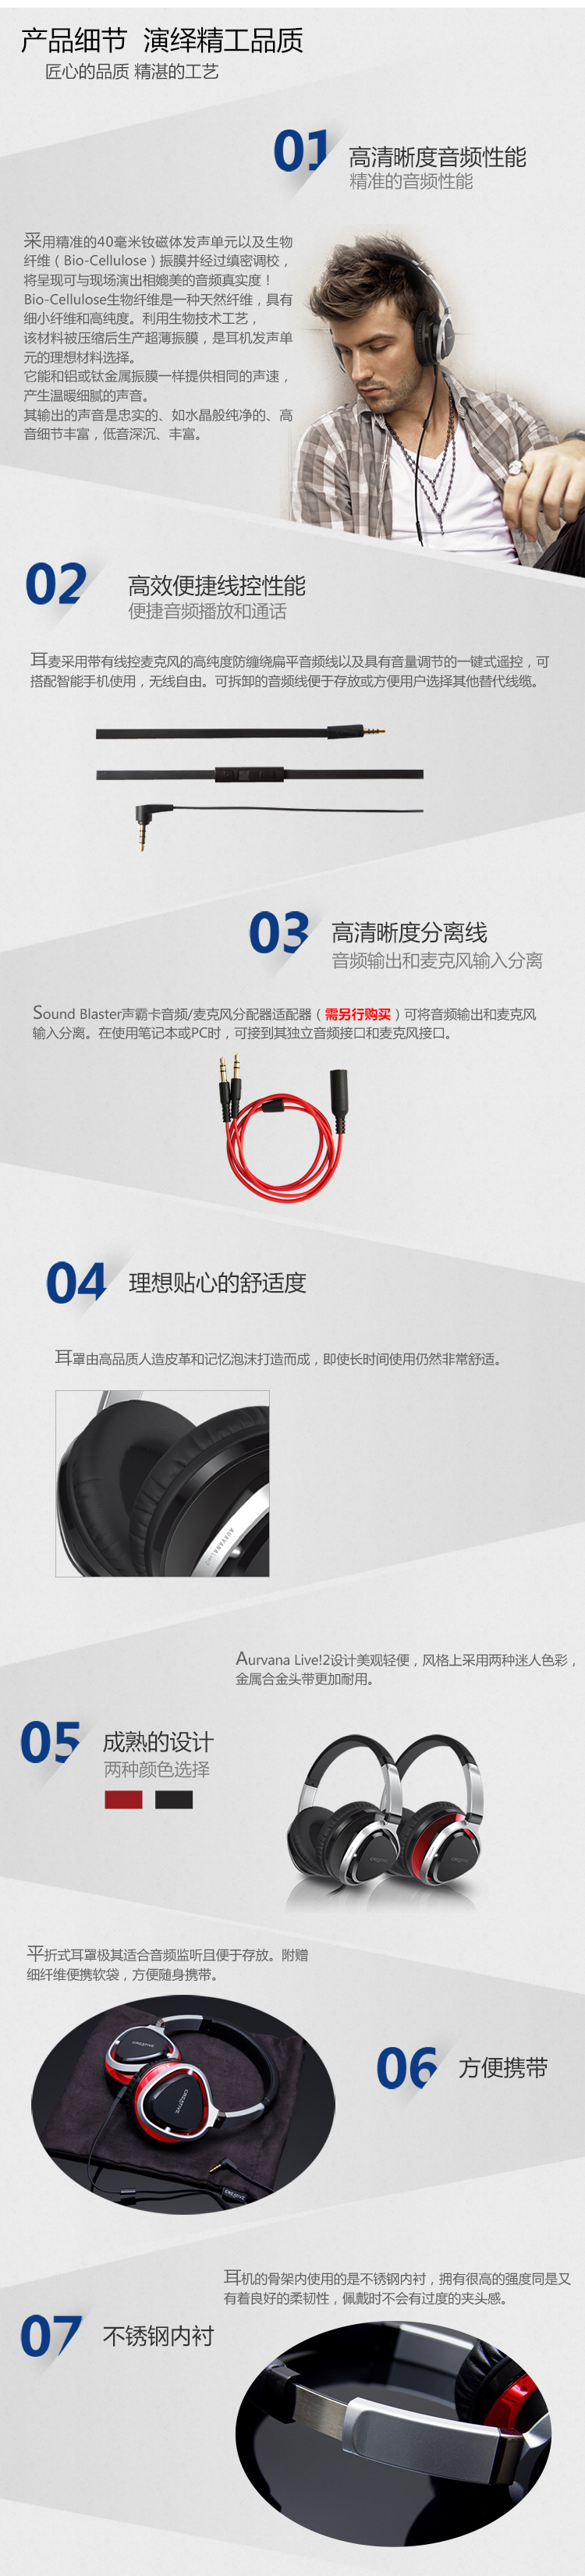 产品细节 演绎精工品质
匠心的品质 精湛的工艺
01
高清晰度音频性能
精准的音频性能
采用精准的40毫米钕磁体发声单元以及生物
纤维（Bio-Cellulose）振膜并经过缜密调校，
将呈现可与现场演出相媲美的音频真实度！
Bio-Cellulose生物纤维是一种天然纤维，具有
细小纤维和高纯度。利用生物技术工艺，
该材料被压缩后生产超薄振膜，是耳机发声单
元的理想材料选择。
它能和铝或钛金属振膜一样提供相同的声速，
产生温暖细腻的声音。
其输出的声音是忠实的、如水晶般纯净的、高
音细节丰富，低音深沉、丰富。
02
高效便捷线控性能
便捷音频播放和通话
耳麦采用带有线控麦克风的高纯度防缠绕扁平音频线以及具有音量调节的一键式遥控，可
搭配智能手机使用，无线自由。可拆卸的音频线便于存放或方便用户选择其他替代线缆。
03
高清晰度分离线
音频输出和麦克风输入分离
Sound Blaster声霸卡音频/麦克风分配器适配器（需另行购买）可将音频输出和麦克风
输入分离。在使用笔记本或PC时，可接到其独立音频接口和麦克风接口。
04
理想贴心的舒适度
耳罩由高品质人造皮革和记忆泡沫打造而成，即使长时间使用仍然非常舒适。
AURVANA
Aurvana Live!2设计美观轻便，风格上采用两种迷人色彩，
金属合金头带更加耐用。
05
成熟的设计
两种颜色选择
CREATIVE
CREATIVE
平折式耳罩极其适合音频监听且便于存放。附赠
细纤维便携软袋，方便随身携带。
CREATIVE
CREATIVE
CREATIVE
06
方便携带
耳机的骨架内使用的是不锈钢内衬，拥有很高的强度同是又
有着良好的柔韧性，佩戴时不会有过度的夹头感。
07
不锈钢内衬